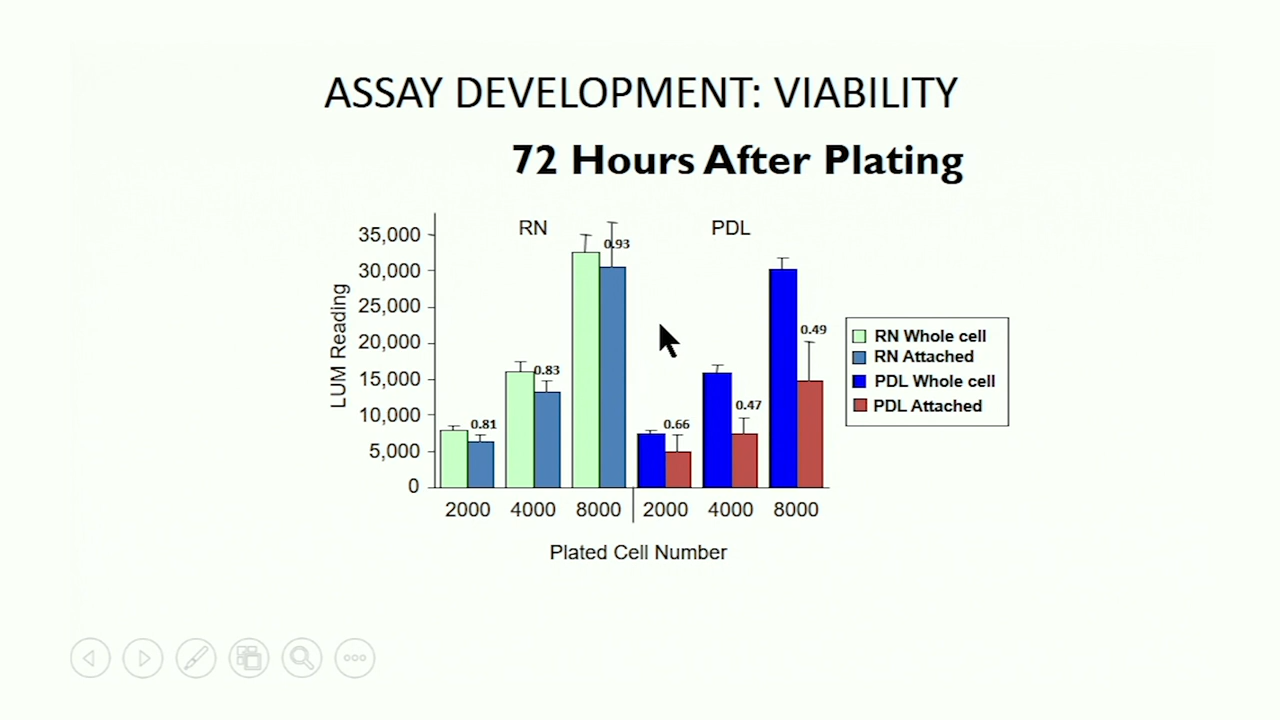 ASSAY DEVELOPMENT: VIABILITY
72 Hours After Plating
RN
PDL
35,000
30,000
25,000
20,000
15,000
10,000
5,000
0
LUM Reading
0.81
0.83
0.93
0.66
0.47
0.49
2000 4000 8000 2000 4000 8000
Plated Cell Number
RN Whole cell
RN Attached
PDL Whole cell
PDL Attached